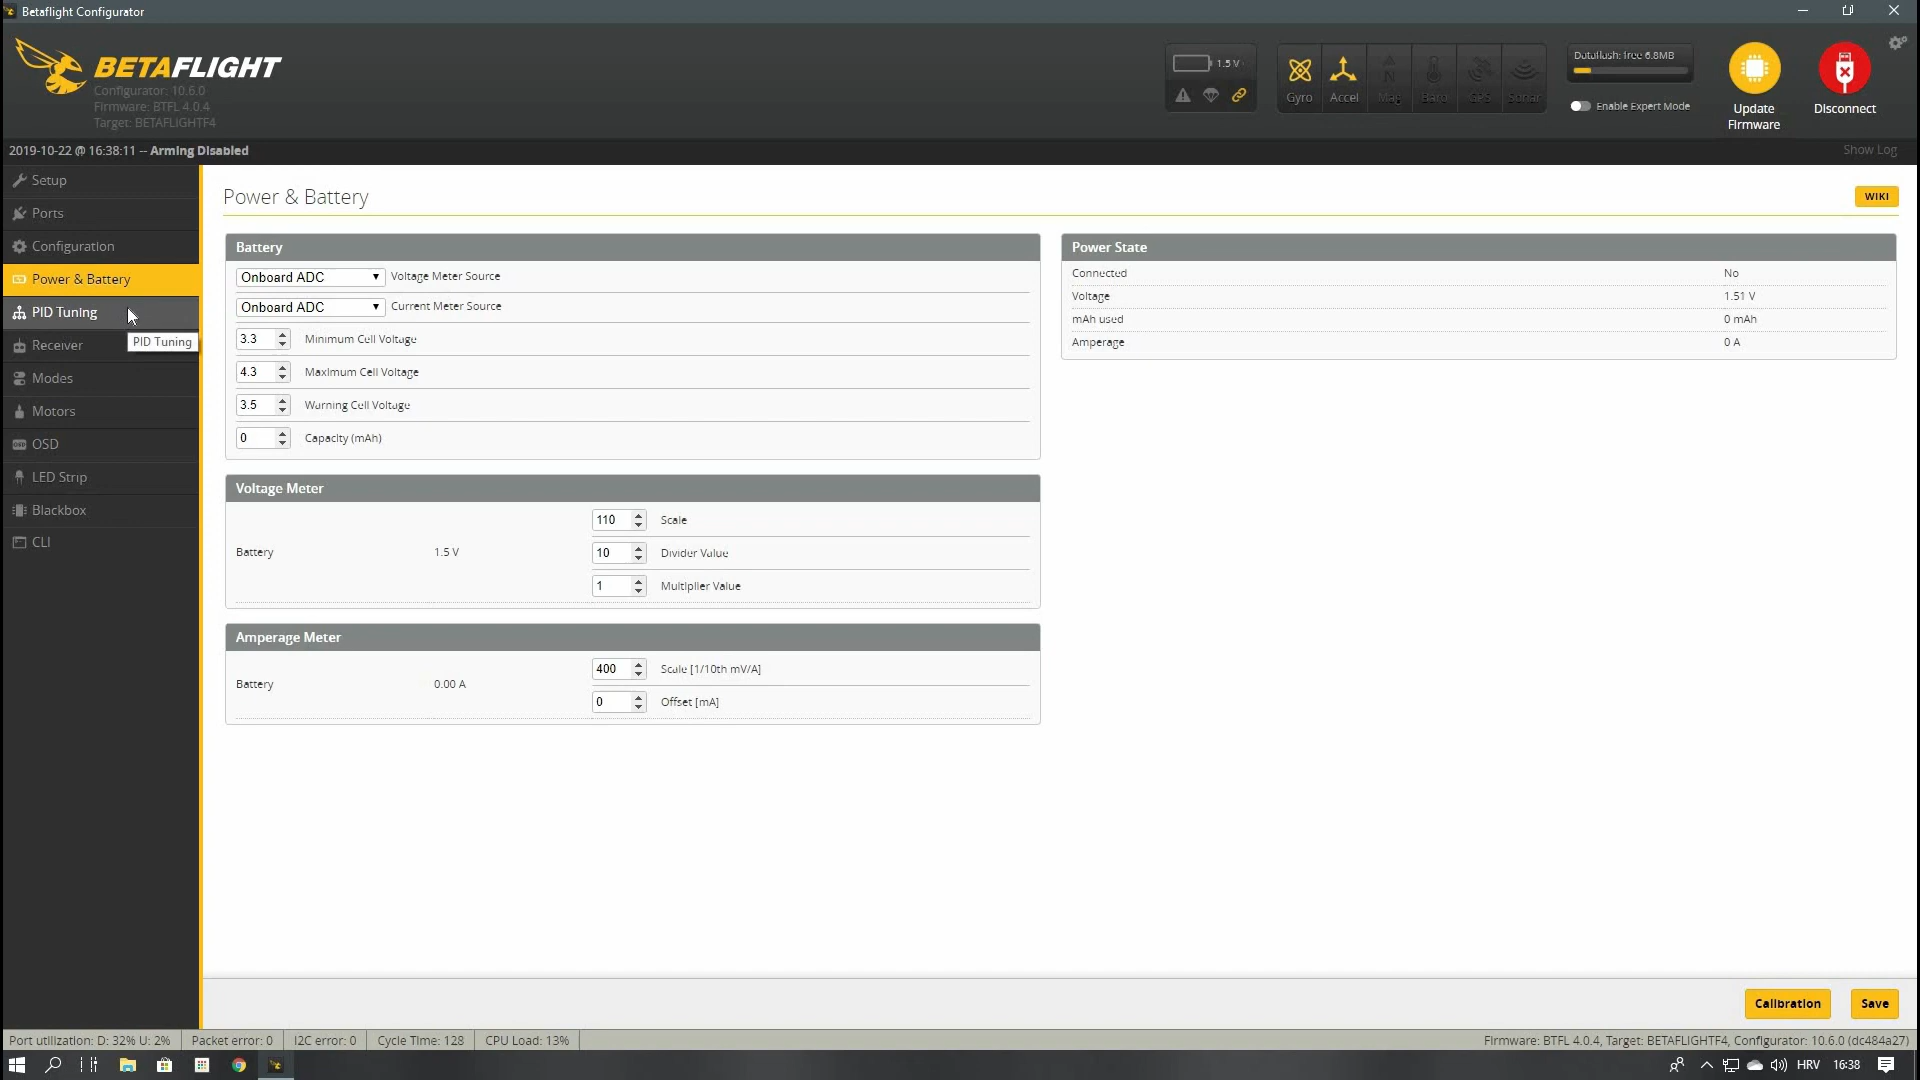 Betaflight Configurator
BETAFLIGHT
Configurator: 10.6.0
Firmware: BTFL 4.0.4
Target: BETAFLIGHTF4
1.5 V
Gyro
Accel
Mag
Baro
GPS
Sonar
Dataflash: free 6.8MB
Enable Expert Mode
Update
Firmware
Disconnect
2019-10-22 @ 16:38:11 -- Arming Disabled
Show Log
Setup
Ports
Configuration
Power & Battery
PID Tuning
PID Tuning
Receiver
Modes
Motors
OSD
LED Strip
Blackbox
CLI
Power & Battery
WIKI
Battery
Onboard ADC Voltage Meter Source
Onboard ADC Current Meter Source
3.3 Minimum Cell Voltage
4.3 Maximum Cell Voltage
3.5 Warning Cell Voltage
0 Capacity (mAh)
Power State
Connected No
Voltage 1.51 V
mAh used 0 mAh
Amperage 0 A
Voltage Meter
Battery 1.5 V
110 Scale
10 Divider Value
1 Multiplier Value
Amperage Meter
Battery 0.00 A
400 Scale [1/10th mV/A]
0 Offset [mA]
Calibration
Save
Port utilization: D: 32% U: 2% Packet error: 0 I2C error: 0 Cycle Time: 128 CPU Load: 13% Firmware: BTFL 4.0.4, Target: BETAFLIGHTF4, Configurator: 10.6.0 (dc484a27)
HRV 16:38